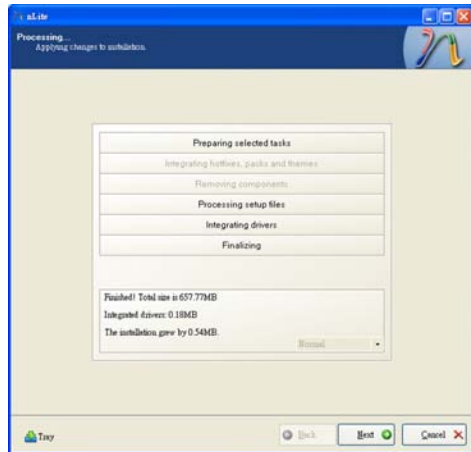 nLite
Processing...
Applying changes to installation.
Preparing selected tasks
Integrating hotfixes, packs and themes
Removing components
Processing setup files
Integrating drivers
Finalizing
Finished! Total size is 657.77MB
Integrated drivers: 0.18MB
The installation grew by 0.54MB.
Normal
Tray
Back
Next
Cancel